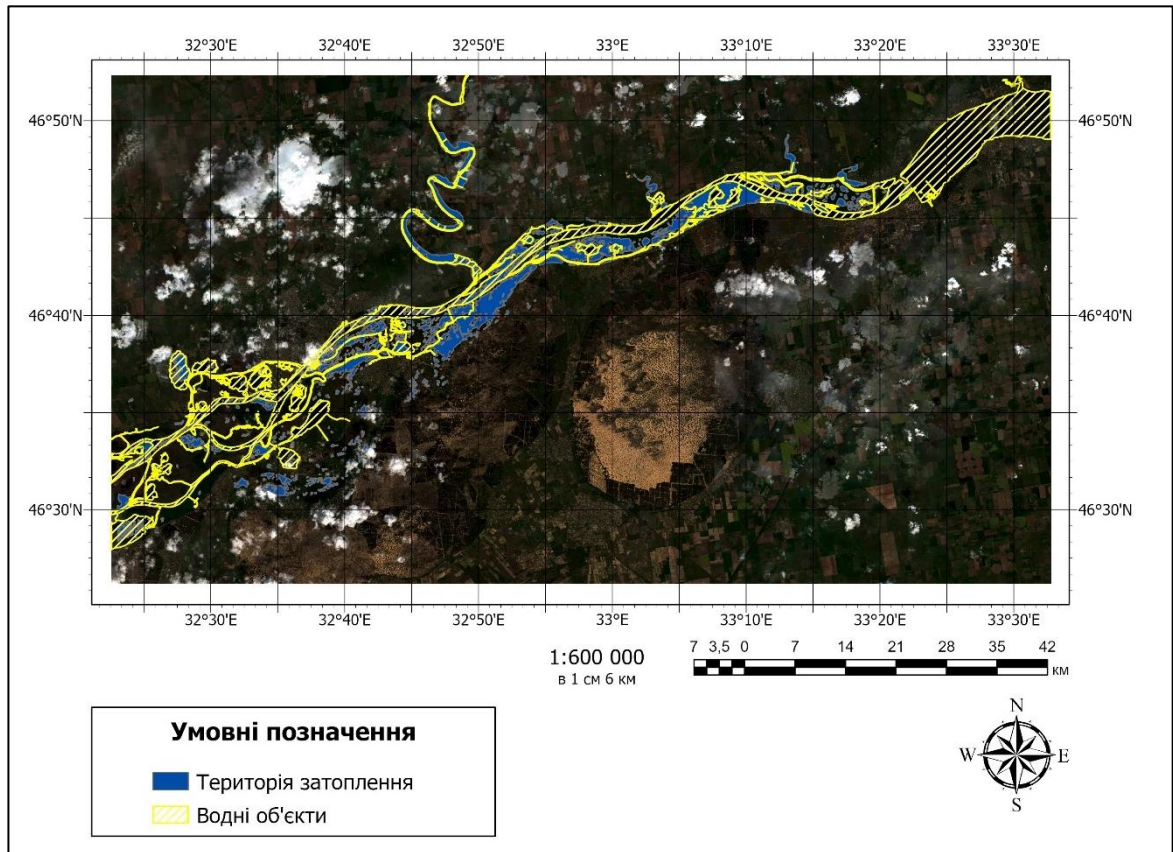 32°30'E 32°40'E 32°50'E 33°E 33°10'E 33°20'E 33°30'E
46°50'N 46°50'N
46°40'N 46°40'N
46°30'N 46°30'N
32°30'E 32°40'E 32°50'E 33°E 33°10'E 33°20'E 33°30'E
1:600 000
в 1 см 6 км
7 3,5 0 7 14 21 28 35 42
км
Умовні позначення
Територія затоплення
Водні об'єкти
N
W E
S